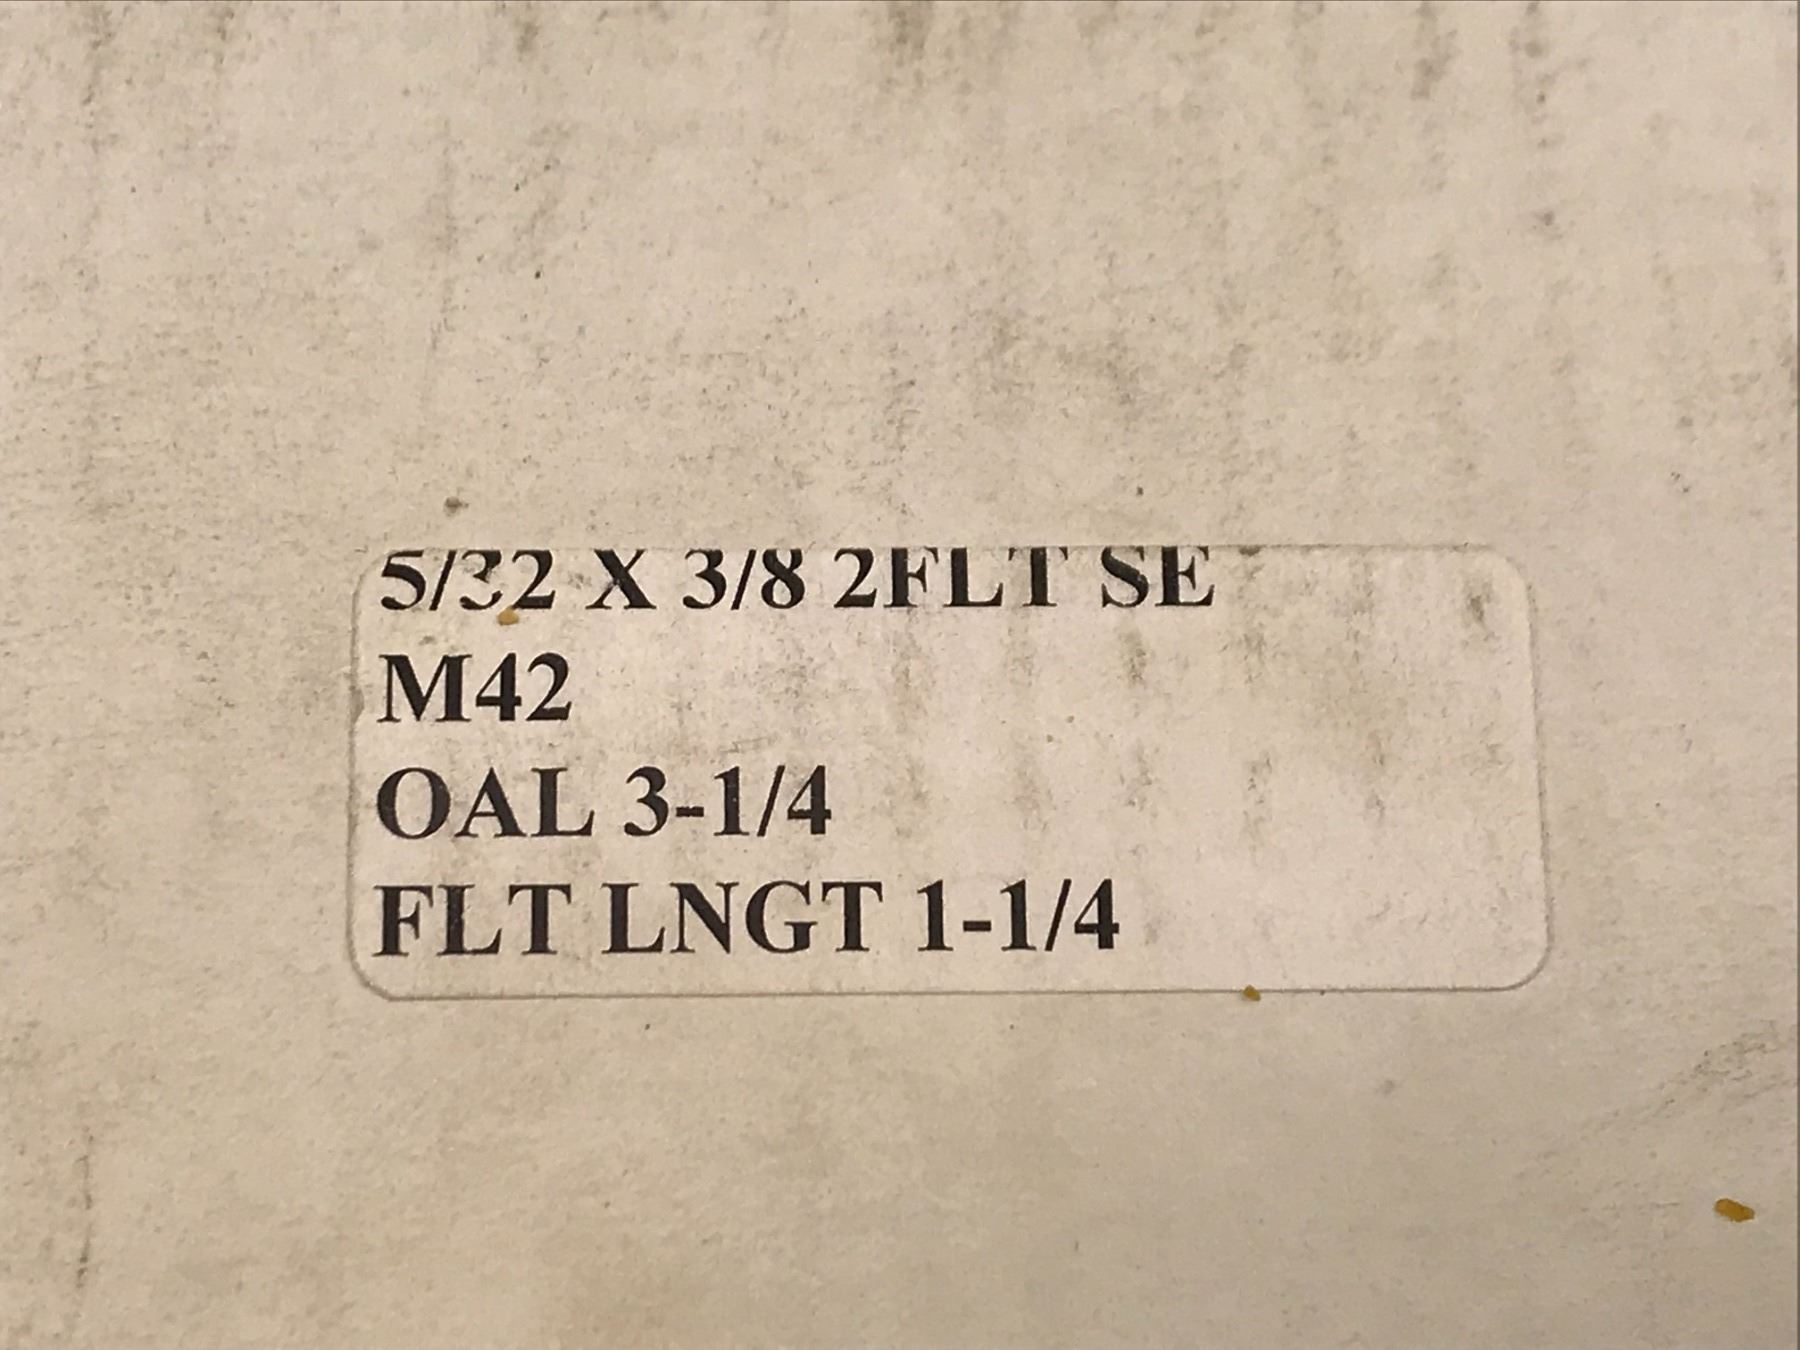 5/32 X 3/8 2FLT SE
M42
OAL 3-1/4
FLT LNGT 1-1/4